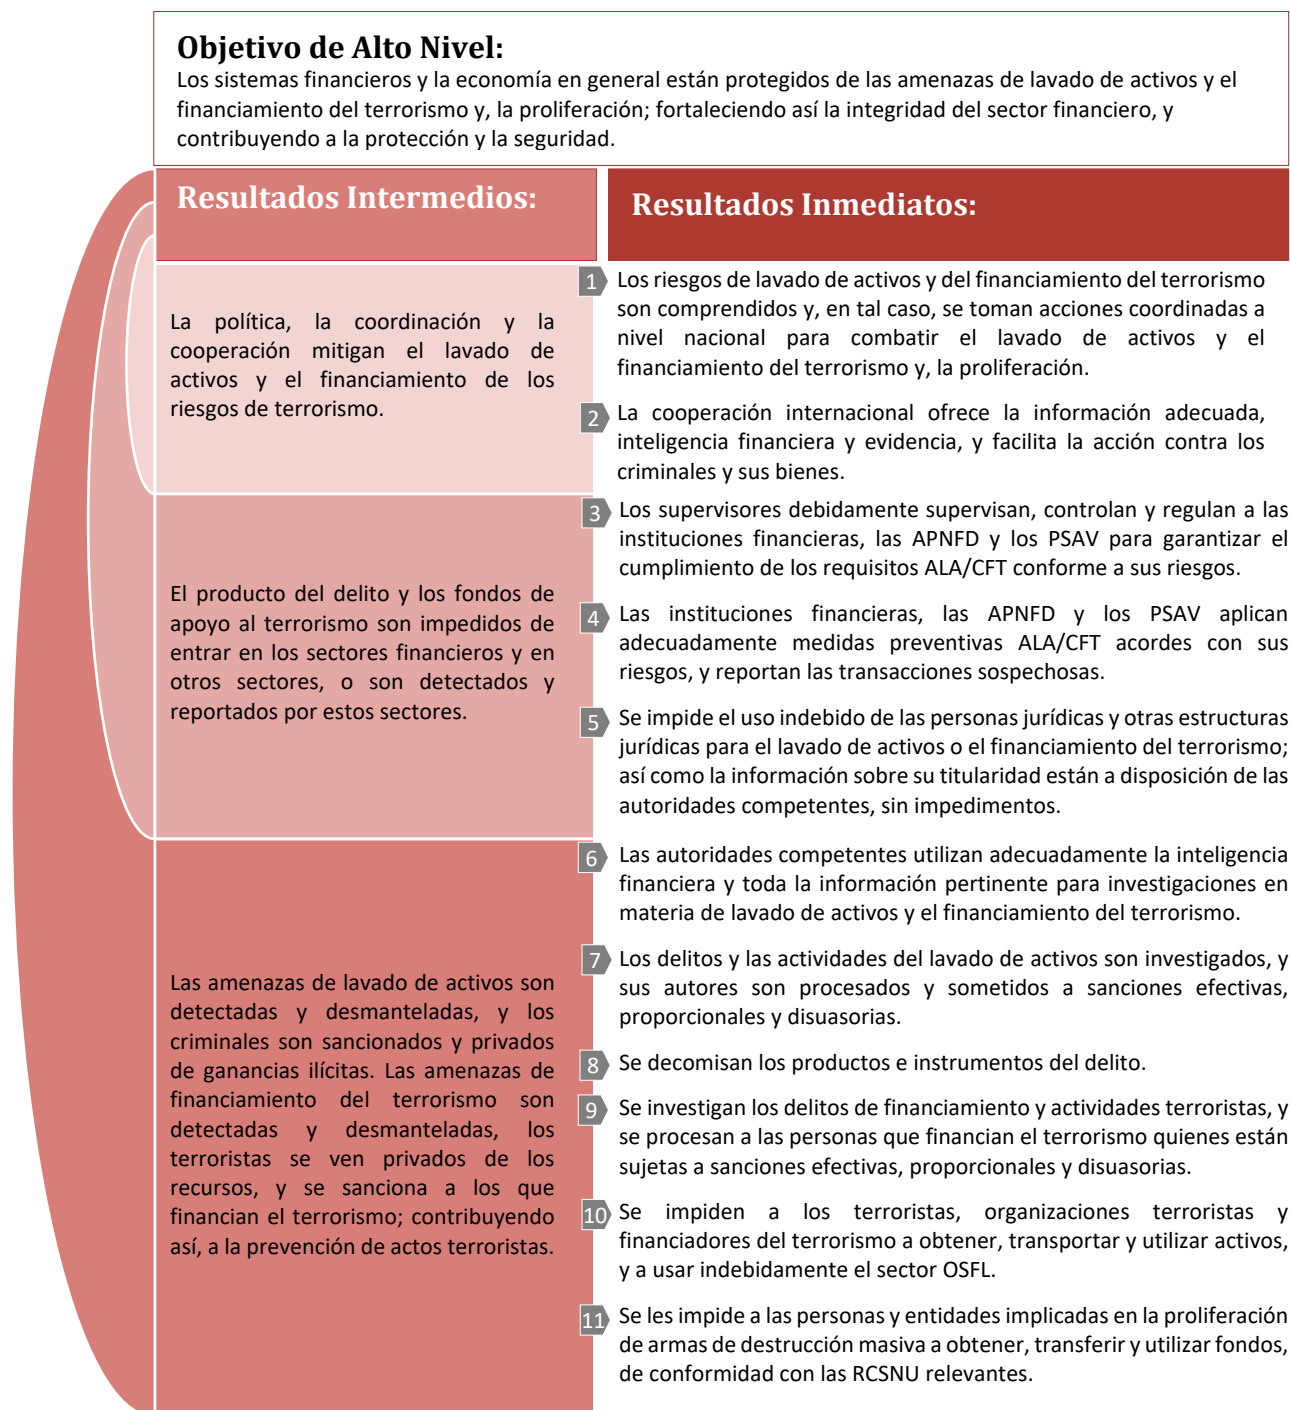 Objetivo de Alto Nivel:
Los sistemas financieros y la economía en general están protegidos de las amenazas de lavado de activos y el
financiamiento del terrorismo y, la proliferación; fortaleciendo así la integridad del sector financiero, y
contribuyendo a la protección y la seguridad.
Resultados Intermedios:
Resultados Inmediatos:
La política, la coordinación y la
cooperación mitigan el lavado de
activos y el financiamiento de los
riesgos de terrorismo.
1 Los riesgos de lavado de activos y del financiamiento del terrorismo
son comprendidos y, en tal caso, se toman acciones coordinadas a
nivel nacional para combatir el lavado de activos y el
financiamiento del terrorismo y, la proliferación.
2 La cooperación internacional ofrece la información adecuada,
inteligencia financiera y evidencia, y facilita la acción contra los
criminales y sus bienes.
El producto del delito y los fondos de
apoyo al terrorismo son impedidos de
entrar en los sectores financieros y en
otros sectores, o son detectados y
reportados por estos sectores.
3 Los supervisores debidamente supervisan, controlan y regulan a las
instituciones financieras, las APNFD y los PSAV para garantizar el
cumplimiento de los requisitos ALA/CFT conforme a sus riesgos.
4 Las instituciones financieras, las APNFD y los PSAV aplican
adecuadamente medidas preventivas ALA/CFT acordes con sus
riesgos, y reportan las transacciones sospechosas.
5 Se impide el uso indebido de las personas jurídicas y otras estructuras
jurídicas para el lavado de activos o el financiamiento del terrorismo;
así como la información sobre su titularidad están a disposición de las
autoridades competentes, sin impedimentos.
Las amenazas de lavado de activos son
detectadas y desmanteladas, y los
criminales son sancionados y privados
de ganancias ilícitas. Las amenazas de
financiamiento del terrorismo son
detectadas y desmanteladas, los
terroristas se ven privados de los
recursos, y se sanciona a los que
financian el terrorismo; contribuyendo
así, a la prevención de actos terroristas.
6 Las autoridades competentes utilizan adecuadamente la inteligencia
financiera y toda la información pertinente para investigaciones en
materia de lavado de activos y el financiamiento del terrorismo.
7 Los delitos y las actividades del lavado de activos son investigados, y
sus autores son procesados y sometidos a sanciones efectivas,
proporcionales y disuasorias.
8 Se decomisan los productos e instrumentos del delito.
9 Se investigan los delitos de financiamiento y actividades terroristas, y
se procesan a las personas que financian el terrorismo quienes están
sujetas a sanciones efectivas, proporcionales y disuasorias.
10 Se impiden a los terroristas, organizaciones terroristas y
financiadores del terrorismo a obtener, transportar y utilizar activos,
y a usar indebidamente el sector OSFL.
11 Se les impide a las personas y entidades implicadas en la proliferación
de armas de destrucción masiva a obtener, transferir y utilizar fondos,
de conformidad con las RCSNU relevantes.